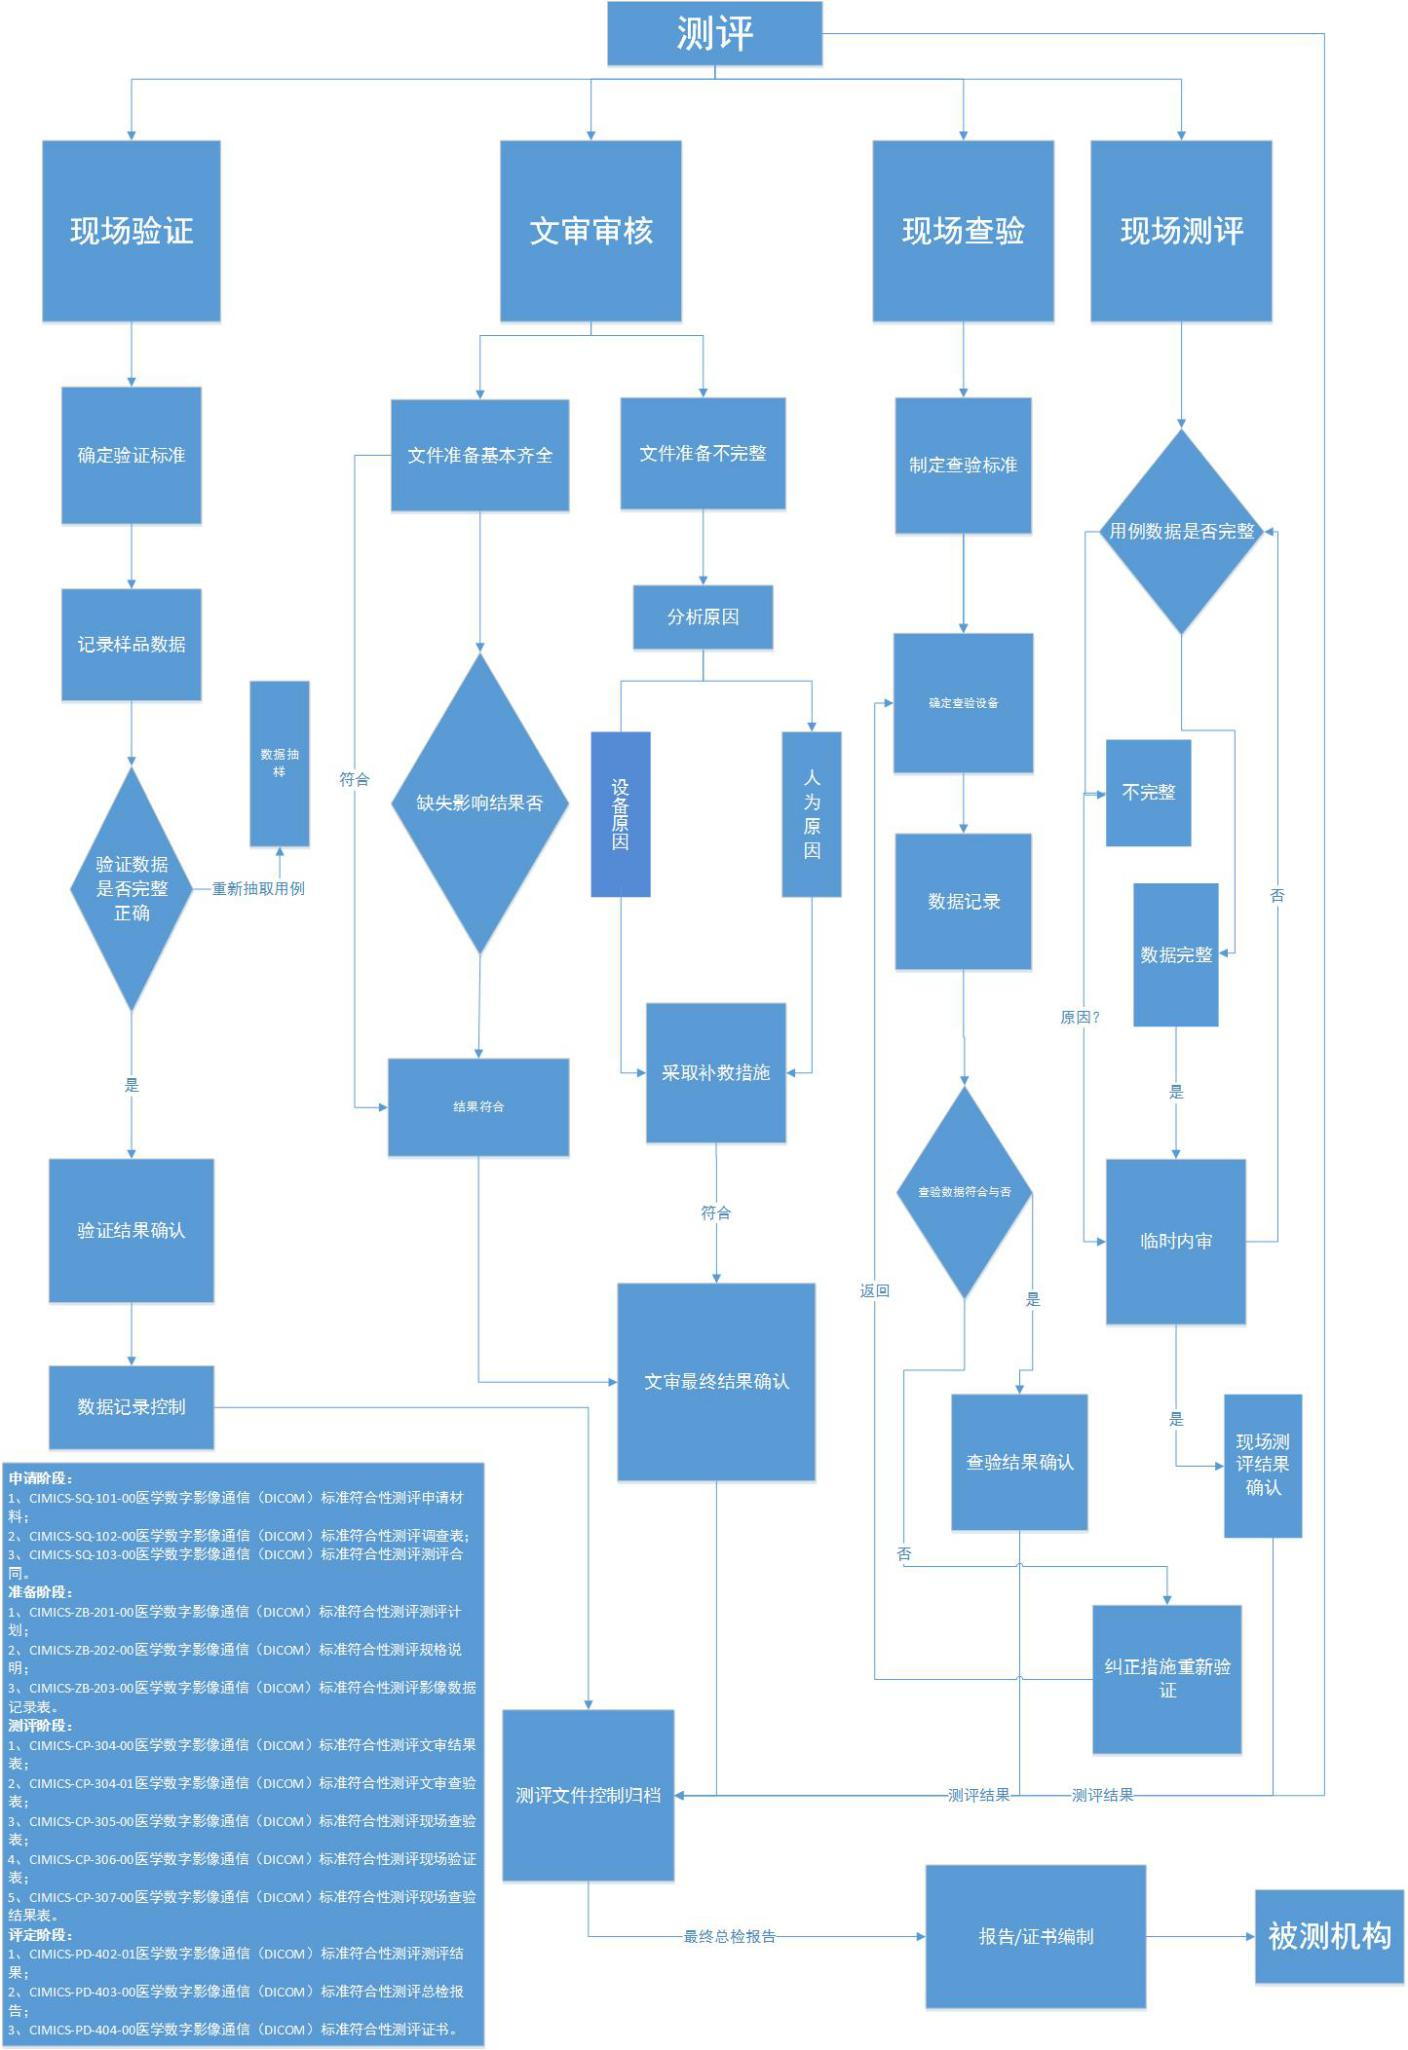 测评
现场验证
文审审核
现场查验
现场测评
确定验证标准
文件准备基本齐全
文件准备不完整
制定查验标准
用例数据是否完整
分析原因
记录样品数据
确定查验设备
数据抽
样
符合
缺失影响结果否
设
备
原
因
人
为
原
因
不完整
验证数据
是否完整
正确
重新抽取用例
数据记录
否
数据完整
原因？
是
采取补救措施
是
结果符合
查验数据符合与否
符合
验证结果确认
临时内审
返回
是
文审最终结果确认
数据记录控制
是
现场测
评结果
确认
查验结果确认
否
申请阶段：
1、CIMICS-SQ-101-00医学数字影像通信（DICOM）标准符合性测评申请材
料；
2、CIMICS-SQ-102-00医学数字影像通信（DICOM）标准符合性测评调查表；
3、CIMICS-SQ-103-00医学数字影像通信（DICOM）标准符合性测评测评合
同。
准备阶段：
1、CIMICS-ZB-201-00医学数字影像通信（DICOM）标准符合性测评测评计
划；
2、CIMICS-ZB-202-00医学数字影像通信（DICOM）标准符合性测评规格说
明；
3、CIMICS-ZB-203-00医学数字影像通信（DICOM）标准符合性测评影像数据
记录表。
测评阶段：
1、CIMICS-CP-304-00医学数字影像通信（DICOM）标准符合性测评文审结果
表；
2、CIMICS-CP-304-01医学数字影像通信（DICOM）标准符合性测评文审查验
表；
3、CIMICS-CP-305-00医学数字影像通信（DICOM）标准符合性测评现场查验
表；
4、CIMICS-CP-306-00医学数字影像通信（DICOM）标准符合性测评现场验证
表；
5、CIMICS-CP-307-00医学数字影像通信（DICOM）标准符合性测评现场查验
结果表。
评定阶段：
1、CIMICS-PD-402-01医学数字影像通信（DICOM）标准符合性测评测评结
果；
2、CIMICS-PD-403-00医学数字影像通信（DICOM）标准符合性测评总检报
告；
3、CIMICS-PD-404-00医学数字影像通信（DICOM）标准符合性测评证书。
纠正措施重新验
证
测评文件控制归档
测评结果
测评结果
最终总检报告
报告/证书编制
被测机构